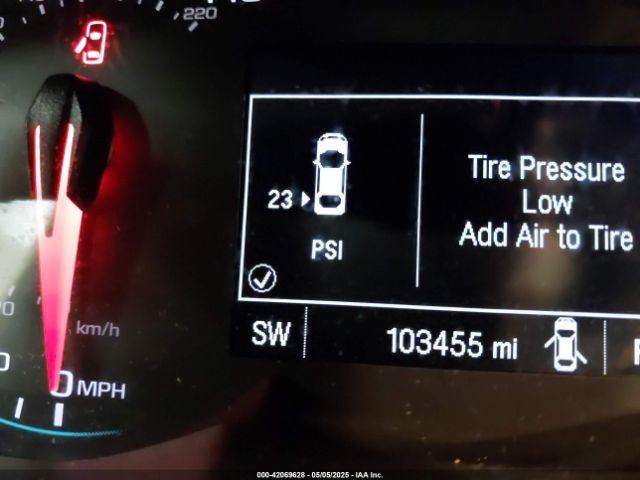 220
Tire Pressure
Low
Add Air to Tire
23
PSI
km/h
SW
103455 mi
0 MPH
000-42069628 - 05/05/2025 - IAA Inc.